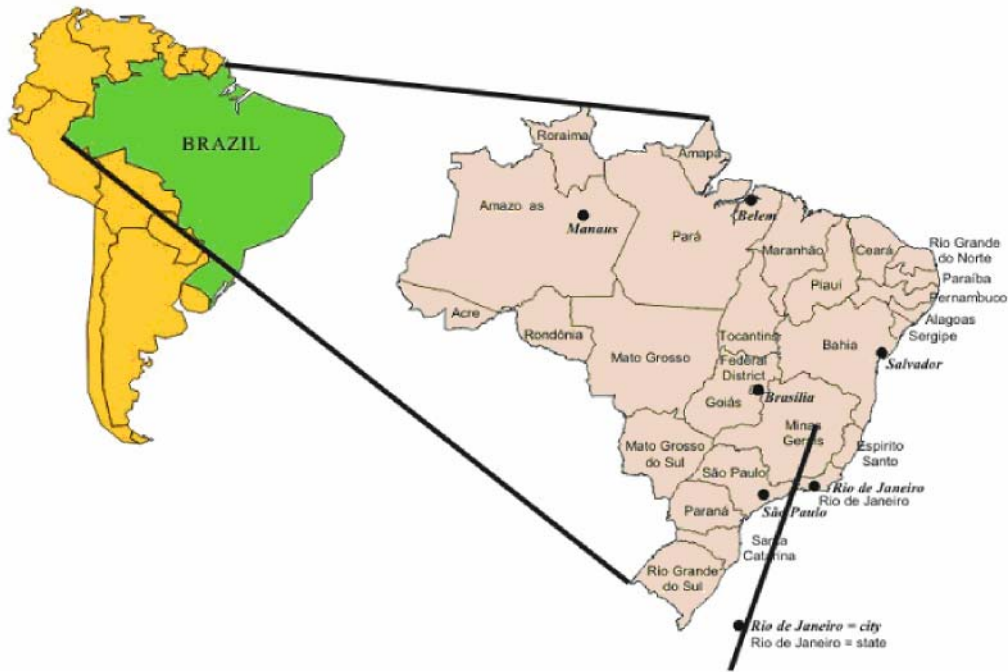 BRAZIL
Roraima
Amapá
Amazo as
Manaus
Belem
Pará
Maranhão
Ceará
Rio Grande
do Norte
Piauí
Paraíba
Pernambuco
Acre
Rondônia
Alagoas
Sergipe
Tocantins
Bahia
Mato Grosso
Federal
District
Salvador
Goiás
Brasília
Minas
Gerais
Mato Grosso
do Sul
Espirito
Santo
São Paulo
Rio de Janeiro
Rio de Janeiro
São Paulo
Paraná
Santa
Catarina
Rio Grande
do Sul
Rio de Janeiro = city
Rio de Janeiro = state